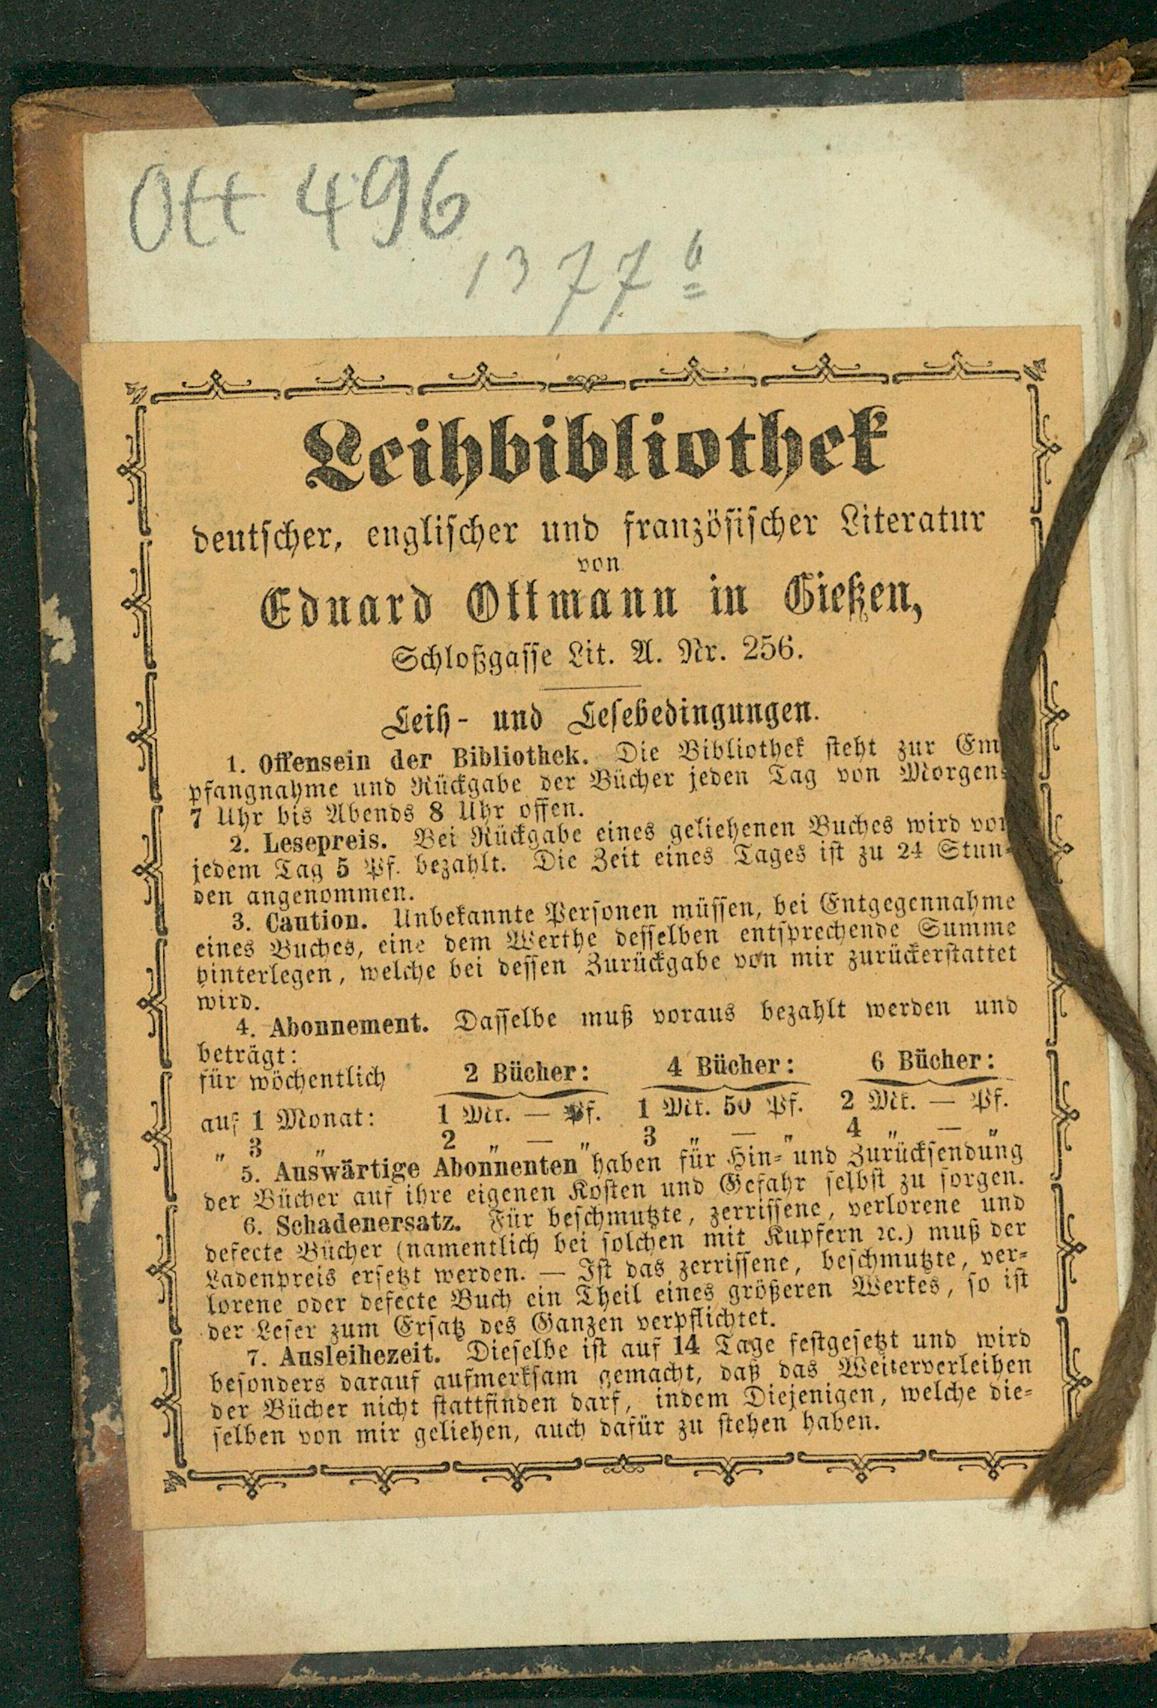 Ott 496
1377 b
Leihbibliothek
deutscher, englischer und französischer Literatur
von
Eduard Ottmann in Gießen,
Schloßgasse Lit. A. Nr. 256.
Leih- und Lesebedingungen.
1. Offensein der Bibliothek. Die Bibliothek steht zur Em
pfangnahme und Rückgabe der Bücher jeden Tag von Morgens
7 Uhr bis Abends 8 Uhr offen.
2. Lesepreis. Bei Rückgabe eines geliehenen Buches wird von
jedem Tag 5 Pf. bezahlt. Die Zeit eines Tages ist zu 24 Stun-
den angenommen.
3. Caution. Unbekannte Personen müssen, bei Entgegennahme
eines Buches, eine dem Werthe desselben entsprechende Summe
hinterlegen, welche bei dessen Zurückgabe von mir zurückerstattet
wird.
4. Abonnement. Dasselbe muß voraus bezahlt werden und
beträgt:
für wöchentlich 2 Bücher: 4 Bücher: 6 Bücher:
auf 1 Monat: 1 Mk. — Pf. 1 Mk. 50 Pf. 2 Mk. — Pf.
" 3 " 2 " — " 3 " — " 4 " — "
5. Auswärtige Abonnenten haben für Hin- und Zurücksendung
der Bücher auf ihre eigenen Kosten und Gefahr selbst zu sorgen.
6. Schadenersatz. Für beschmutzte, zerrissene, verlorene und
defecte Bücher (namentlich bei solchen mit Kupfern ꝛc.) muß der
Ladenpreis ersetzt werden. — Ist das zerrissene, beschmutzte, ver-
lorene oder defecte Buch ein Theil eines größeren Werkes, so ist
der Leser zum Ersatz des Ganzen verpflichtet.
7. Ausleihezeit. Dieselbe ist auf 14 Tage festgesetzt und wird
besonders darauf aufmerksam gemacht, daß das Weiterverleihen
der Bücher nicht stattfinden darf, indem Diejenigen, welche die-
selben von mir geliehen, auch dafür zu stehen haben.